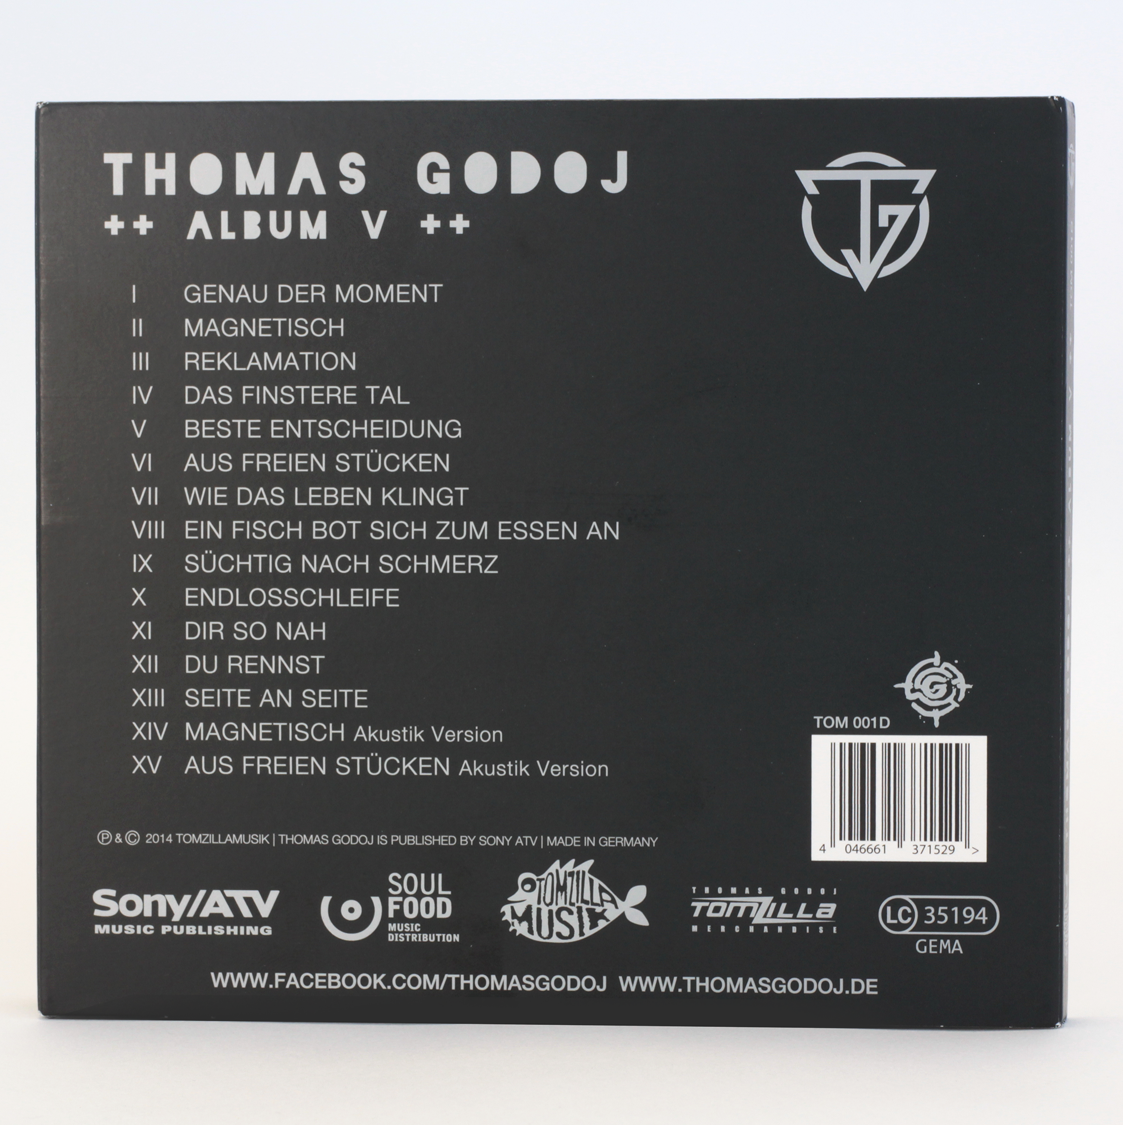 THOMAS GODOJ
++ ALBUM V ++
I GENAU DER MOMENT
II MAGNETISCH
III REKLAMATION
IV DAS FINSTERE TAL
V BESTE ENTSCHEIDUNG
VI AUS FREIEN STÜCKEN
VII WIE DAS LEBEN KLINGT
VIII EIN FISCH BOT SICH ZUM ESSEN AN
IX SÜCHTIG NACH SCHMERZ
X ENDLOSSCHLEIFE
XI DIR SO NAH
XII DU RENNST
XIII SEITE AN SEITE
XIV MAGNETISCH Akustik Version
XV AUS FREIEN STÜCKEN Akustik Version
G
TOM 001D
4 046661 371529 >
Ⓟ & © 2014 TOMZILLAMUSIK | THOMAS GODOJ IS PUBLISHED BY SONY ATV | MADE IN GERMANY
Sony/ATV
MUSIC PUBLISHING
SOUL
FOOD
MUSIC
DISTRIBUTION
TOMZILLA
MUSIK
THOMAS GODOJ
TOMZILLA
MERCHANDISE
LC 35194
GEMA
WWW.FACEBOOK.COM/THOMASGODOJ WWW.THOMASGODOJ.DE